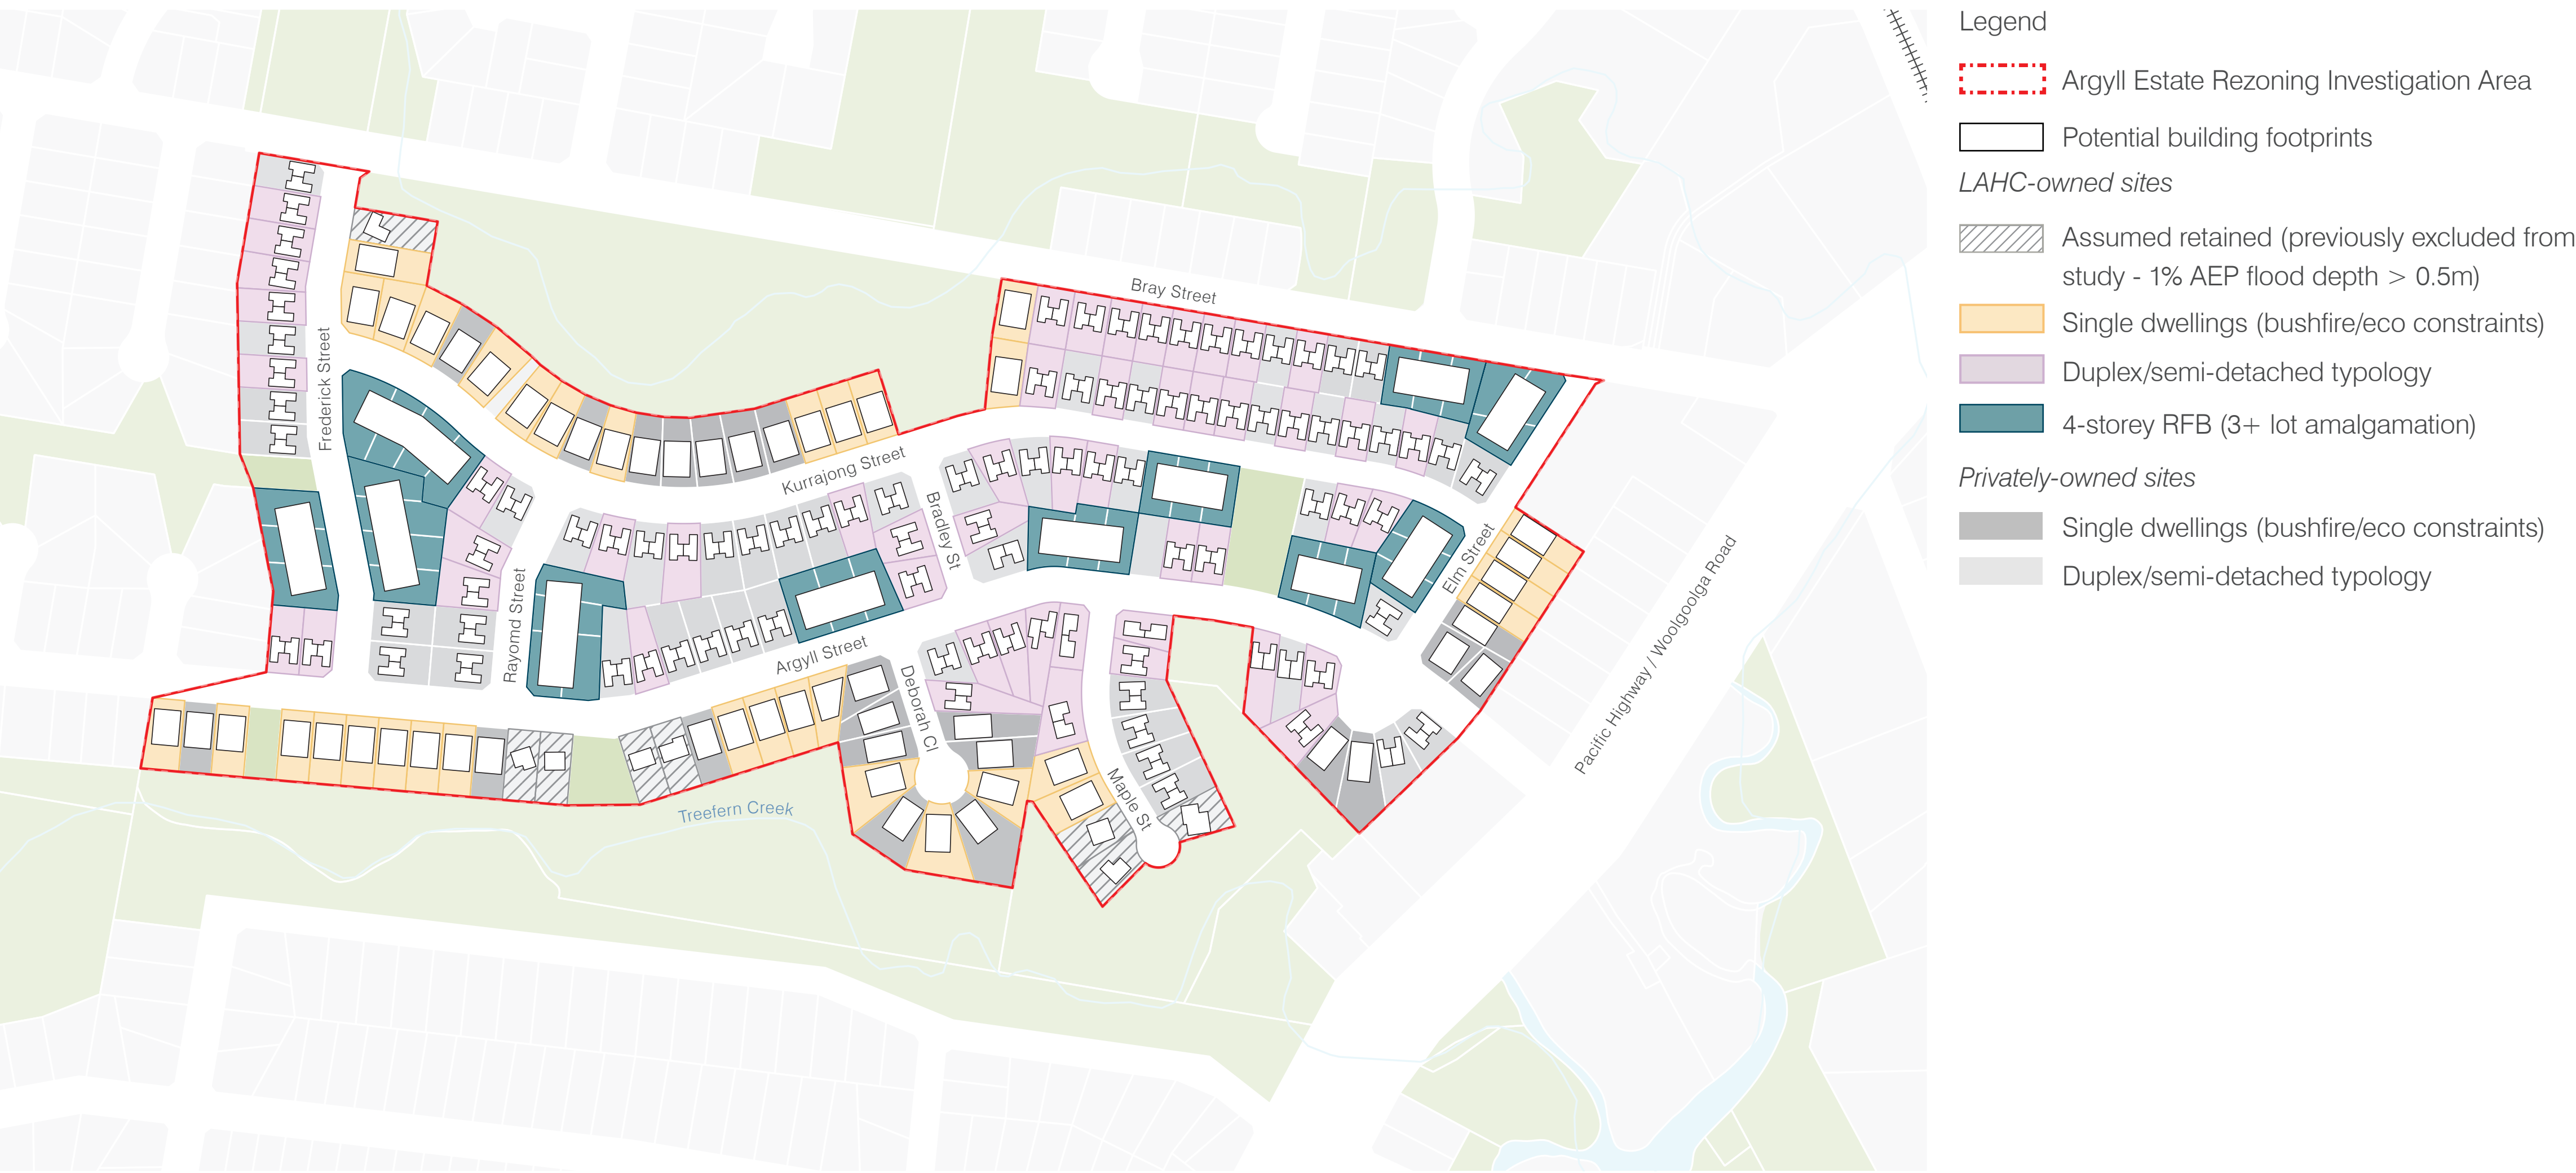 Legend
Argyll Estate Rezoning Investigation Area
Potential building footprints
LAHC-owned sites
Assumed retained (previously excluded from
study - 1% AEP flood depth > 0.5m)
Single dwellings (bushfire/eco constraints)
Duplex/semi-detached typology
4-storey RFB (3+ lot amalgamation)
Privately-owned sites
Single dwellings (bushfire/eco constraints)
Duplex/semi-detached typology
Bray Street
Frederick Street
Kurrajong Street
Bradley St
Elm Street
Rayomd Street
Argyll Street
Deborah Cl
Maple St
Pacific Highway / Woolgoolga Road
Treefern Creek